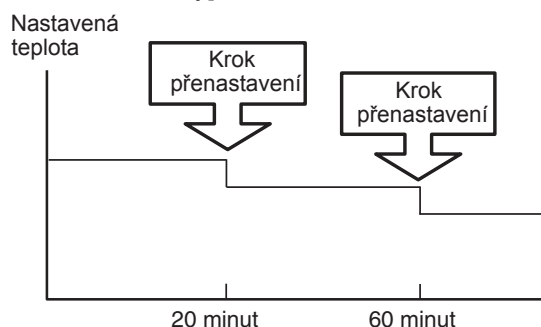 Nastavená
teplota
Krok
přenastavení
Krok
přenastavení
20 minut
60 minut